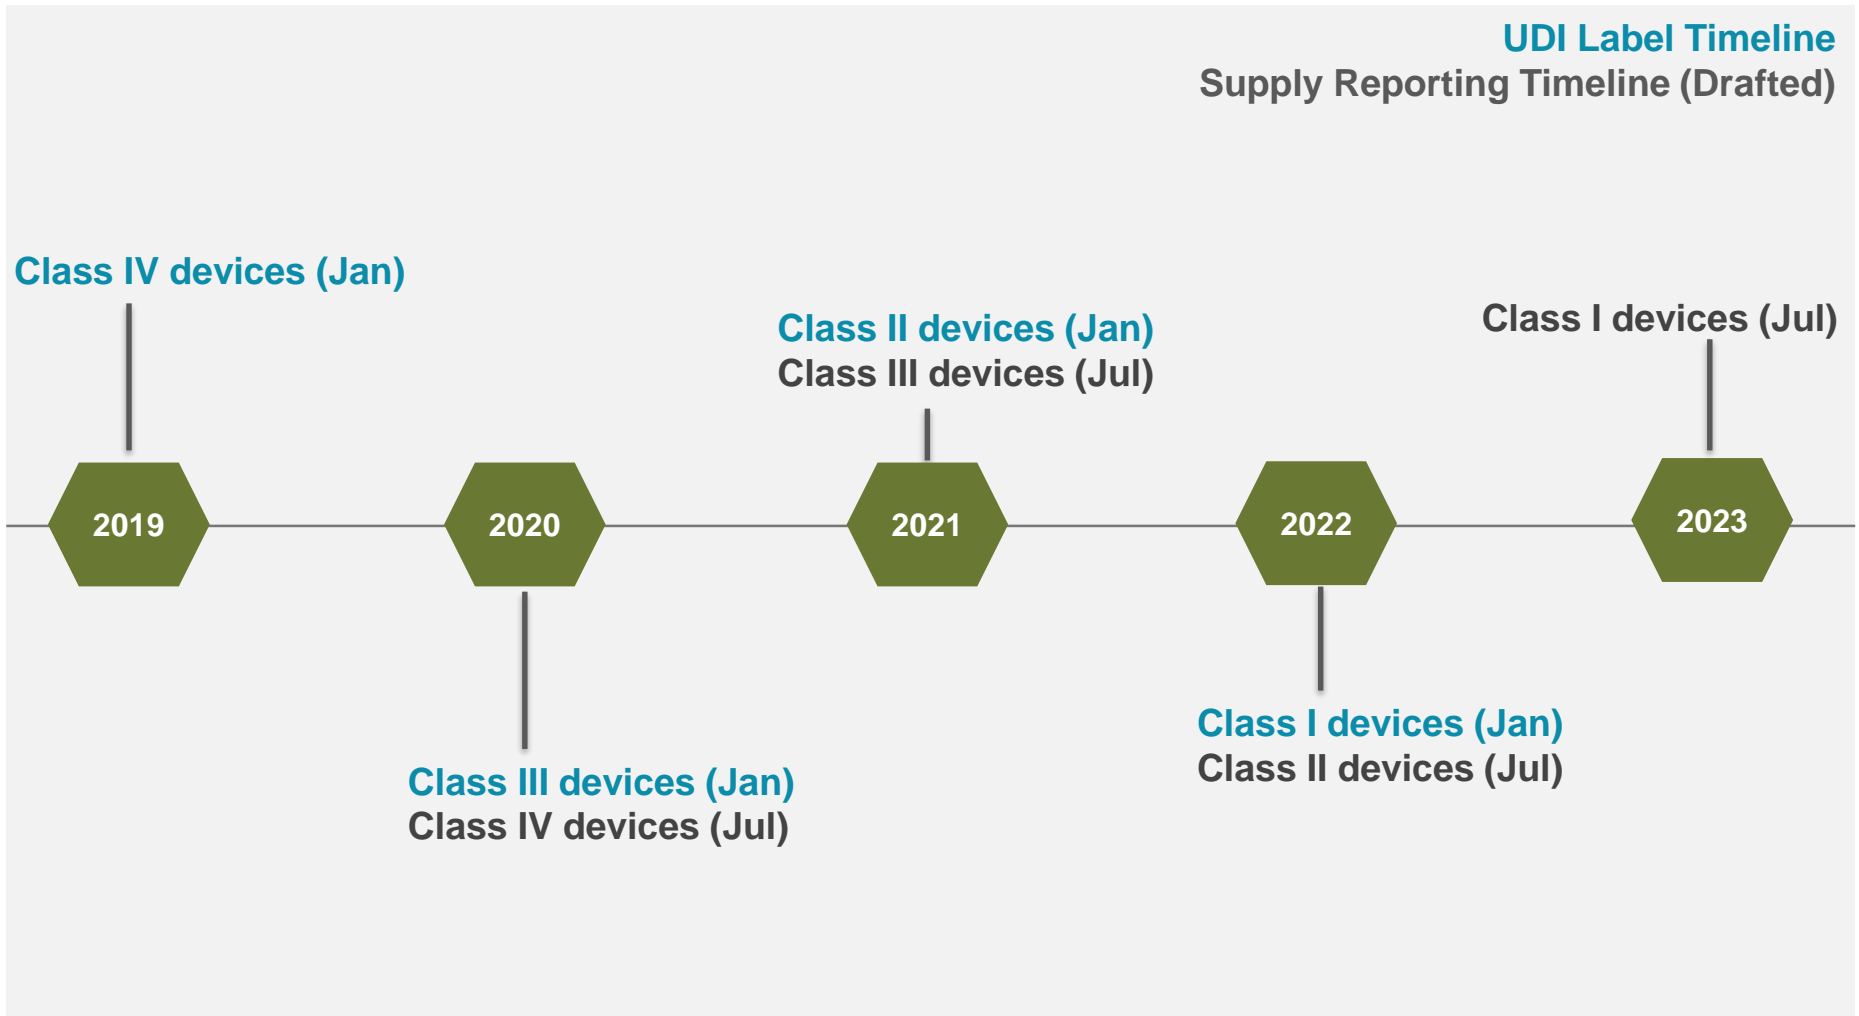 UDI Label Timeline
Supply Reporting Timeline (Drafted)
Class IV devices (Jan)
Class II devices (Jan)
Class III devices (Jul)
Class I devices (Jul)
2019
2020
2021
2022
2023
Class III devices (Jan)
Class IV devices (Jul)
Class I devices (Jan)
Class II devices (Jul)